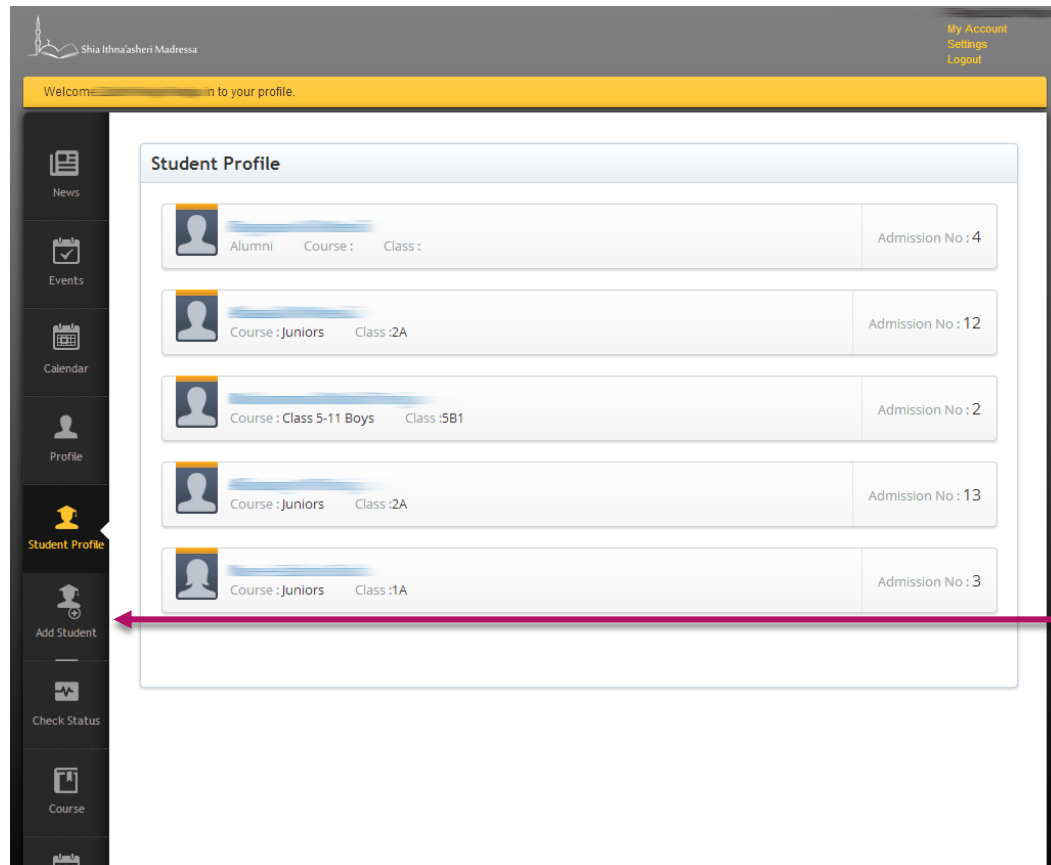 Shia Ithna'asheri Madressa
My Account
Settings
Logout
Welcome in to your profile.
News
Events
Calendar
Profile
Student Profile
Add Student
Check Status
Course
Student Profile
Alumni Course : Class :
Admission No : 4
Course : Juniors Class :2A
Admission No : 12
Course : Class 5-11 Boys Class :5B1
Admission No : 2
Course : Juniors Class :2A
Admission No : 13
Course : Juniors Class :1A
Admission No : 3